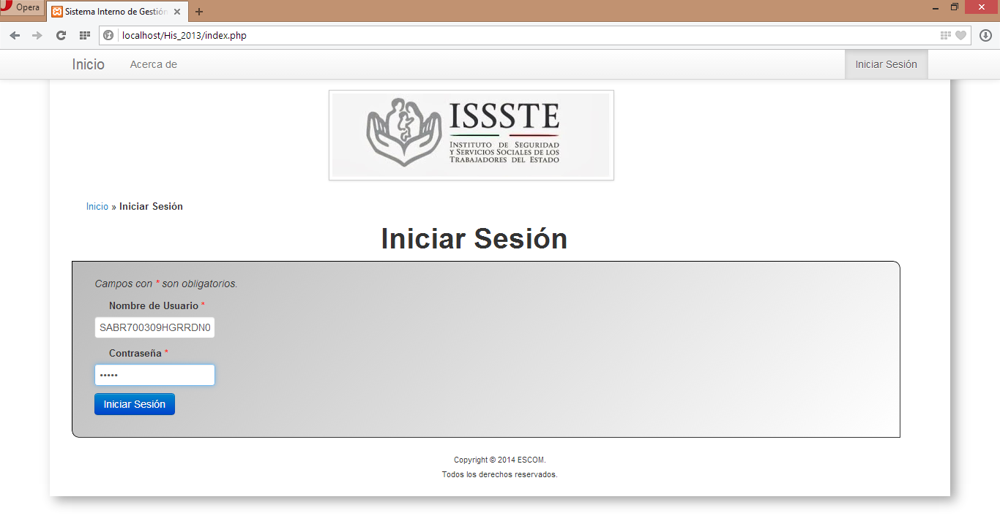 Opera
Sistema Interno de Gestión
localhost/His_2013/index.php
Inicio Acerca de Iniciar Sesión
ISSSTE
INSTITUTO DE SEGURIDAD
Y SERVICIOS SOCIALES DE LOS
TRABAJADORES DEL ESTADO
Inicio » Iniciar Sesión
Iniciar Sesión
Campos con * son obligatorios.
Nombre de Usuario *
SABR700309HGRRDN0
Contraseña *
•••••
Iniciar Sesión
Copyright © 2014 ESCOM.
Todos los derechos reservados.